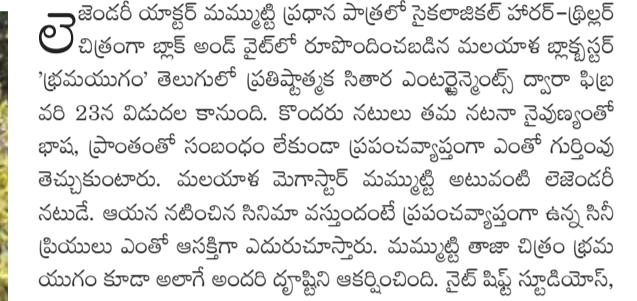 లెజెండరీ యాక్టర్ మమ్ముట్టి ప్రధాన పాత్రలో సైకలాజికల్ హారర్-థ్రిల్లర్
చిత్రంగా బ్లాక్ అండ్ వైట్‌లో రూపొందించబడిన మలయాళ బ్లాక్బస్టర్
'భ్రమయుగం' తెలుగులో ప్రతిష్టాత్మక సితార ఎంటర్టైన్మెంట్స్ ద్వారా ఫిబ్ర
వరి 23న విడుదల కానుంది. కొందరు నటులు తమ నటనా నైపుణ్యంతో
భాష, ప్రాంతంతో సంబంధం లేకుండా ప్రపంచవ్యాప్తంగా ఎంతో గుర్తింపు
తెచ్చుకుంటారు. మలయాళ మెగాస్టార్ మమ్ముట్టి అటువంటి లెజెండరీ
నటుడే. ఆయన నటించిన సినిమా వస్తుందంటే ప్రపంచవ్యాప్తంగా ఉన్న సినీ
ప్రియులు ఎంతో ఆసక్తిగా ఎదురుచూస్తారు. మమ్ముట్టి తాజా చిత్రం భ్రమ
యుగం కూడా అలాగే అందరి దృష్టిని ఆకర్షించింది. నైట్ షిఫ్ట్ స్టూడియోస్,